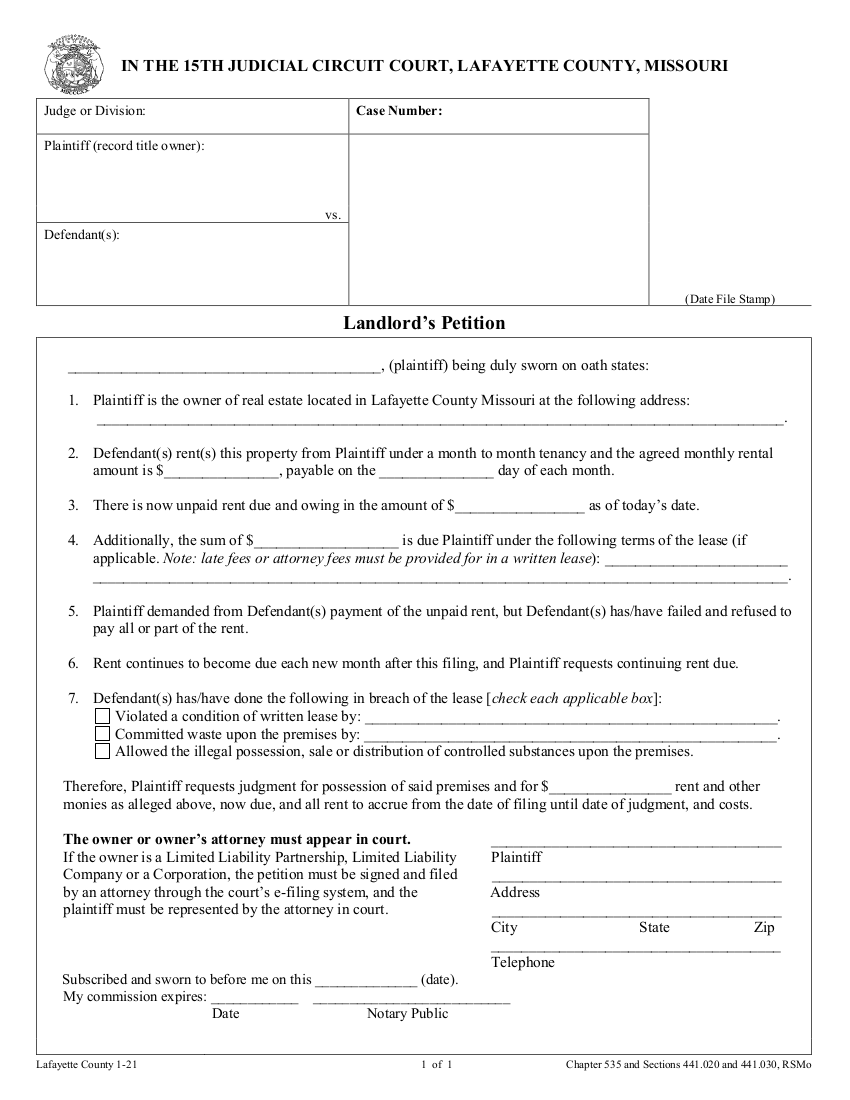 IN THE 15TH JUDICIAL CIRCUIT COURT, LAFAYETTE COUNTY, MISSOURI
Judge or Division:
Case Number:
Plaintiff (record title owner):
vs.
Defendant(s):
(Date File Stamp)
Landlord’s Petition
___________________________________________, (plaintiff) being duly sworn on oath states:
1. Plaintiff is the owner of real estate located in Lafayette County Missouri at the following address:
_______________________________________________________________________________________________.
2. Defendant(s) rent(s) this property from Plaintiff under a month to month tenancy and the agreed monthly rental
amount is $________________, payable on the ________________ day of each month.
3. There is now unpaid rent due and owing in the amount of $__________________ as of today’s date.
4. Additionally, the sum of $____________________ is due Plaintiff under the following terms of the lease (if
applicable. Note: late fees or attorney fees must be provided for in a written lease): _________________________
________________________________________________________________________________________________.
5. Plaintiff demanded from Defendant(s) payment of the unpaid rent, but Defendant(s) has/have failed and refused to
pay all or part of the rent.
6. Rent continues to become due each new month after this filing, and Plaintiff requests continuing rent due.
7. Defendant(s) has/have done the following in breach of the lease [check each applicable box]:
Violated a condition of written lease by: _________________________________________________________.
Committed waste upon the premises by: _________________________________________________________.
Allowed the illegal possession, sale or distribution of controlled substances upon the premises.
Therefore, Plaintiff requests judgment for possession of said premises and for $_________________ rent and other
monies as alleged above, now due, and all rent to accrue from the date of filing until date of judgment, and costs.
The owner or owner’s attorney must appear in court.
If the owner is a Limited Liability Partnership, Limited Liability
Company or a Corporation, the petition must be signed and filed
by an attorney through the court’s e-filing system, and the
plaintiff must be represented by the attorney in court.
________________________________________
Plaintiff
________________________________________
Address
________________________________________
City State Zip
________________________________________
Telephone
Subscribed and sworn to before me on this ______________ (date).
My commission expires: ____________ ___________________________
Date Notary Public
Lafayette County 1-21 1 of 1 Chapter 535 and Sections 441.020 and 441.030, RSMo